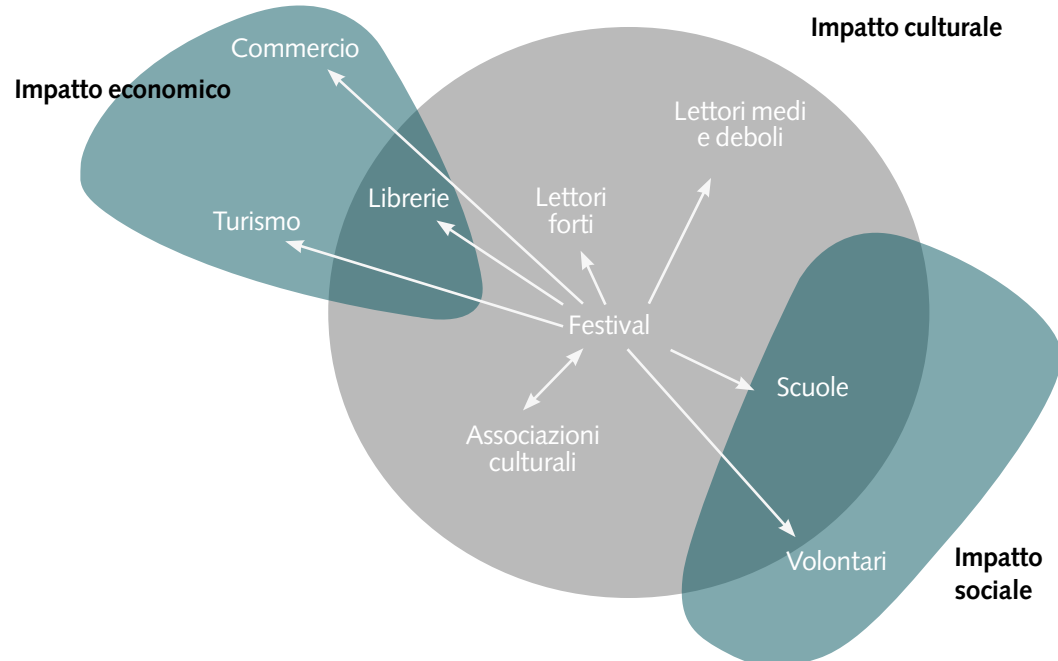 Impatto culturale
Commercio
Impatto economico
Lettori medi
e deboli
Librerie
Lettori
forti
Turismo
Festival
Scuole
Associazioni
culturali
Volontari
Impatto
sociale